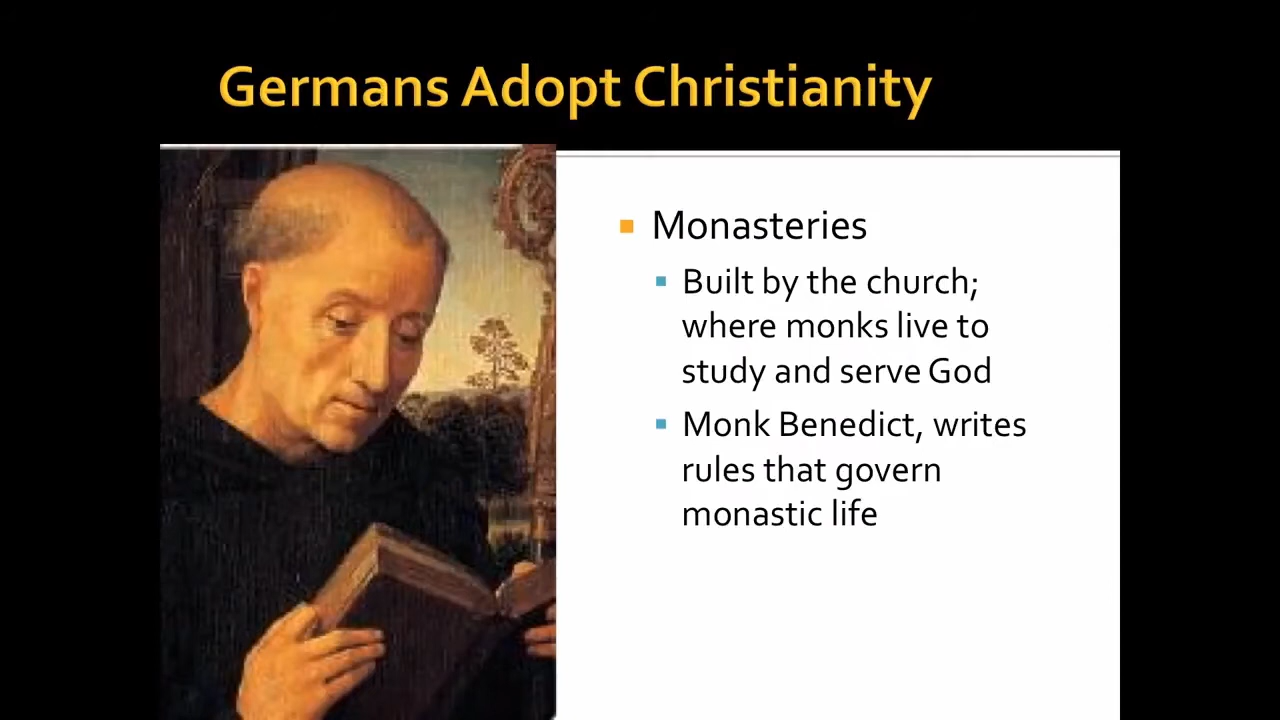 Germans Adopt Christianity
Monasteries
Built by the church;
where monks live to
study and serve God
Monk Benedict, writes
rules that govern
monastic life